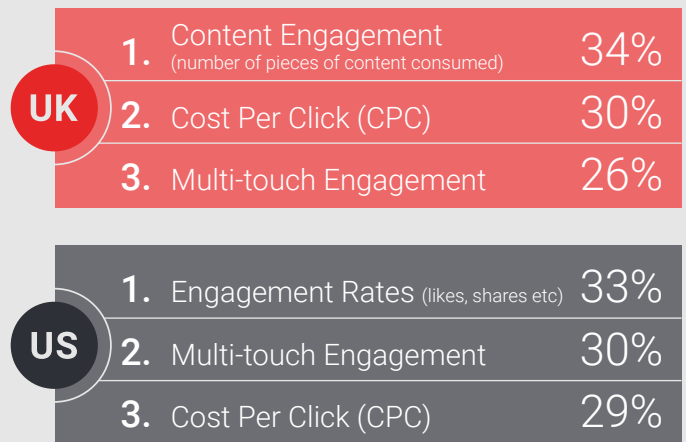 UK
1. Content Engagement 34%
(number of pieces of content consumed)
2. Cost Per Click (CPC) 30%
3. Multi-touch Engagement 26%
US
1. Engagement Rates (likes, shares etc) 33%
2. Multi-touch Engagement 30%
3. Cost Per Click (CPC) 29%